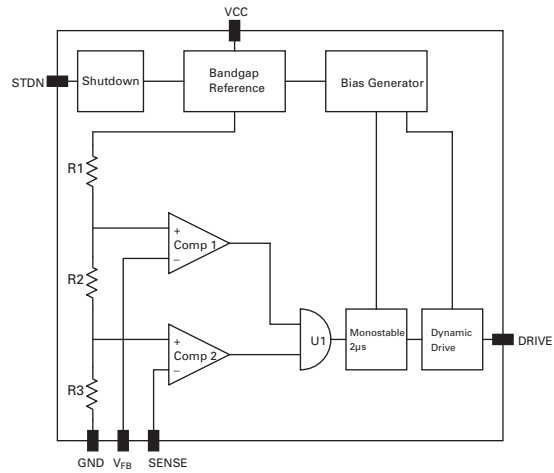 VCC
STDN
Shutdown
Bandgap
Reference
Bias Generator
R1
+
Comp 1
−
R2
+
Comp 2
−
U1
Monostable
2µs
Dynamic
Drive
DRIVE
R3
GND
VFB
SENSE